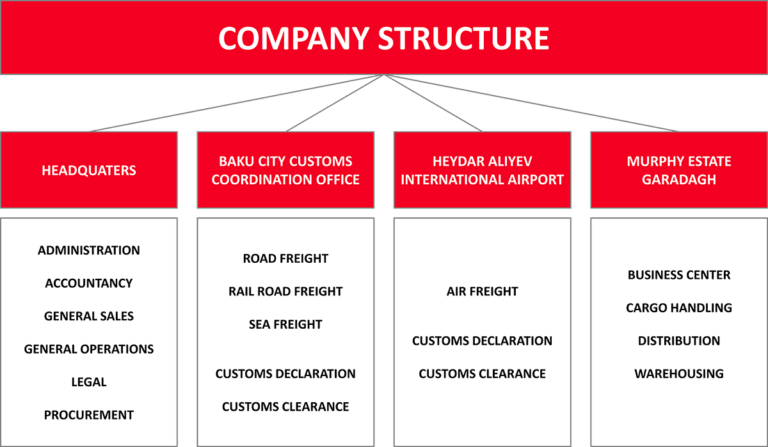 COMPANY STRUCTURE
HEADQUATERS
ADMINISTRATION
ACCOUNTANCY
GENERAL SALES
GENERAL OPERATIONS
LEGAL
PROCUREMENT
BAKU CITY CUSTOMS
COORDINATION OFFICE
ROAD FREIGHT
RAIL ROAD FREIGHT
SEA FREIGHT
CUSTOMS DECLARATION
CUSTOMS CLEARANCE
HEYDAR ALIYEV
INTERNATIONAL AIRPORT
AIR FREIGHT
CUSTOMS DECLARATION
CUSTOMS CLEARANCE
MURPHY ESTATE
GARADAGH
BUSINESS CENTER
CARGO HANDLING
DISTRIBUTION
WAREHOUSING